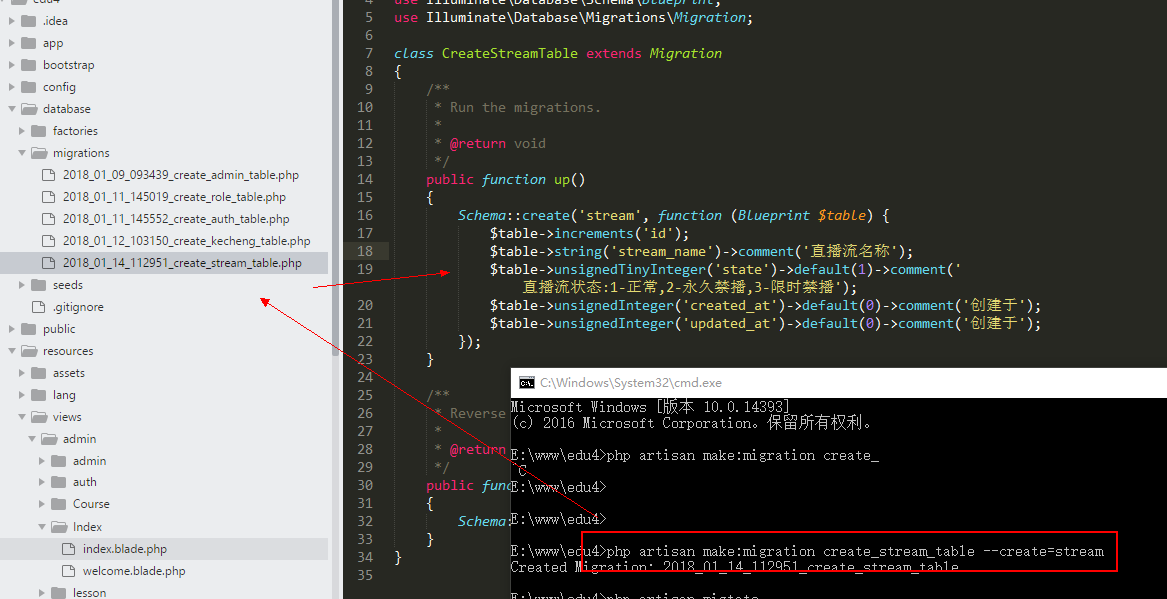 edu4
.idea
app
bootstrap
config
database
factories
migrations
2018_01_09_093439_create_admin_table.php
2018_01_11_145019_create_role_table.php
2018_01_11_145552_create_auth_table.php
2018_01_12_103150_create_kecheng_table.php
2018_01_14_112951_create_stream_table.php
seeds
.gitignore
public
resources
assets
lang
views
admin
admin
auth
Course
Index
index.blade.php
welcome.blade.php
lesson
4 use Illuminate\Database\Schema\Blueprint;
5 use Illuminate\Database\Migrations\Migration;
6
7 class CreateStreamTable extends Migration
8 {
9 /**
10 * Run the migrations.
11 *
12 * @return void
13 */
14 public function up()
15 {
16 Schema::create('stream', function (Blueprint $table) {
17 $table->increments('id');
18 $table->string('stream_name')->comment('直播流名称');
19 $table->unsignedTinyInteger('state')->default(1)->comment('
直播流状态:1-正常,2-永久禁播,3-限时禁播');
20 $table->unsignedInteger('created_at')->default(0)->comment('创建于');
21 $table->unsignedInteger('updated_at')->default(0)->comment('创建于');
22 });
23 }
24
25 /**
26 * Reverse
27 *
28 * @return
29 */
30 public func
31 {
32 Schema:
33 }
34 }
35
C:\Windows\System32\cmd.exe
Microsoft Windows [版本 10.0.14393]
(c) 2016 Microsoft Corporation。保留所有权利。
E:\www\edu4>php artisan make:migration create_
^C
E:\www\edu4>
E:\www\edu4>
E:\www\edu4>php artisan make:migration create_stream_table --create=stream
Created Migration: 2018_01_14_112951_create_stream_table
E:\www\edu4>php artisan migtate